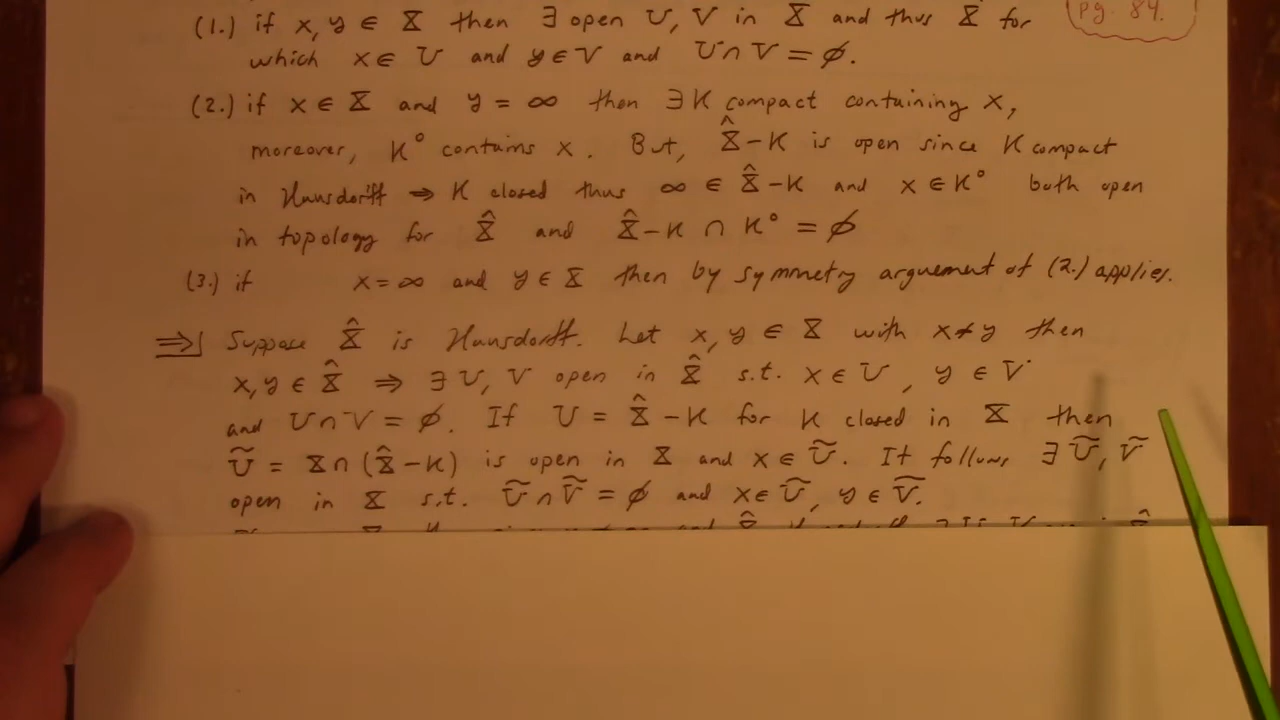 (1.) if x, y ∈ X then ∃ open U, V in X and thus X̂ for
pg. 84.
which x ∈ U and y ∈ V and U ∩ V = ∅.
(2.) if x ∈ X and y = ∞ then ∃ K compact containing x,
moreover, K° contains x. But, X̂ - K is open since K compact
in Hausdorff ⇒ K closed thus ∞ ∈ X̂ - K and x ∈ K° both open
in topology for X̂ and X̂ - K ∩ K° = ∅
(3.) if x = ∞ and y ∈ X then by symmetry arguement of (2.) applies.
⇒| Suppose X̂ is Hausdorff. Let x, y ∈ X with x ≠ y then
x, y ∈ X̂ ⇒ ∃ U, V open in X̂ s.t. x ∈ U, y ∈ V
and U ∩ V = ∅. If U = X̂ - K for K closed in X then
Ũ = X ∩ (X̂ - K) is open in X and x ∈ Ũ. It follows ∃ Ũ, Ṽ
open in X s.t. Ũ ∩ Ṽ = ∅ and x ∈ Ũ, y ∈ Ṽ.